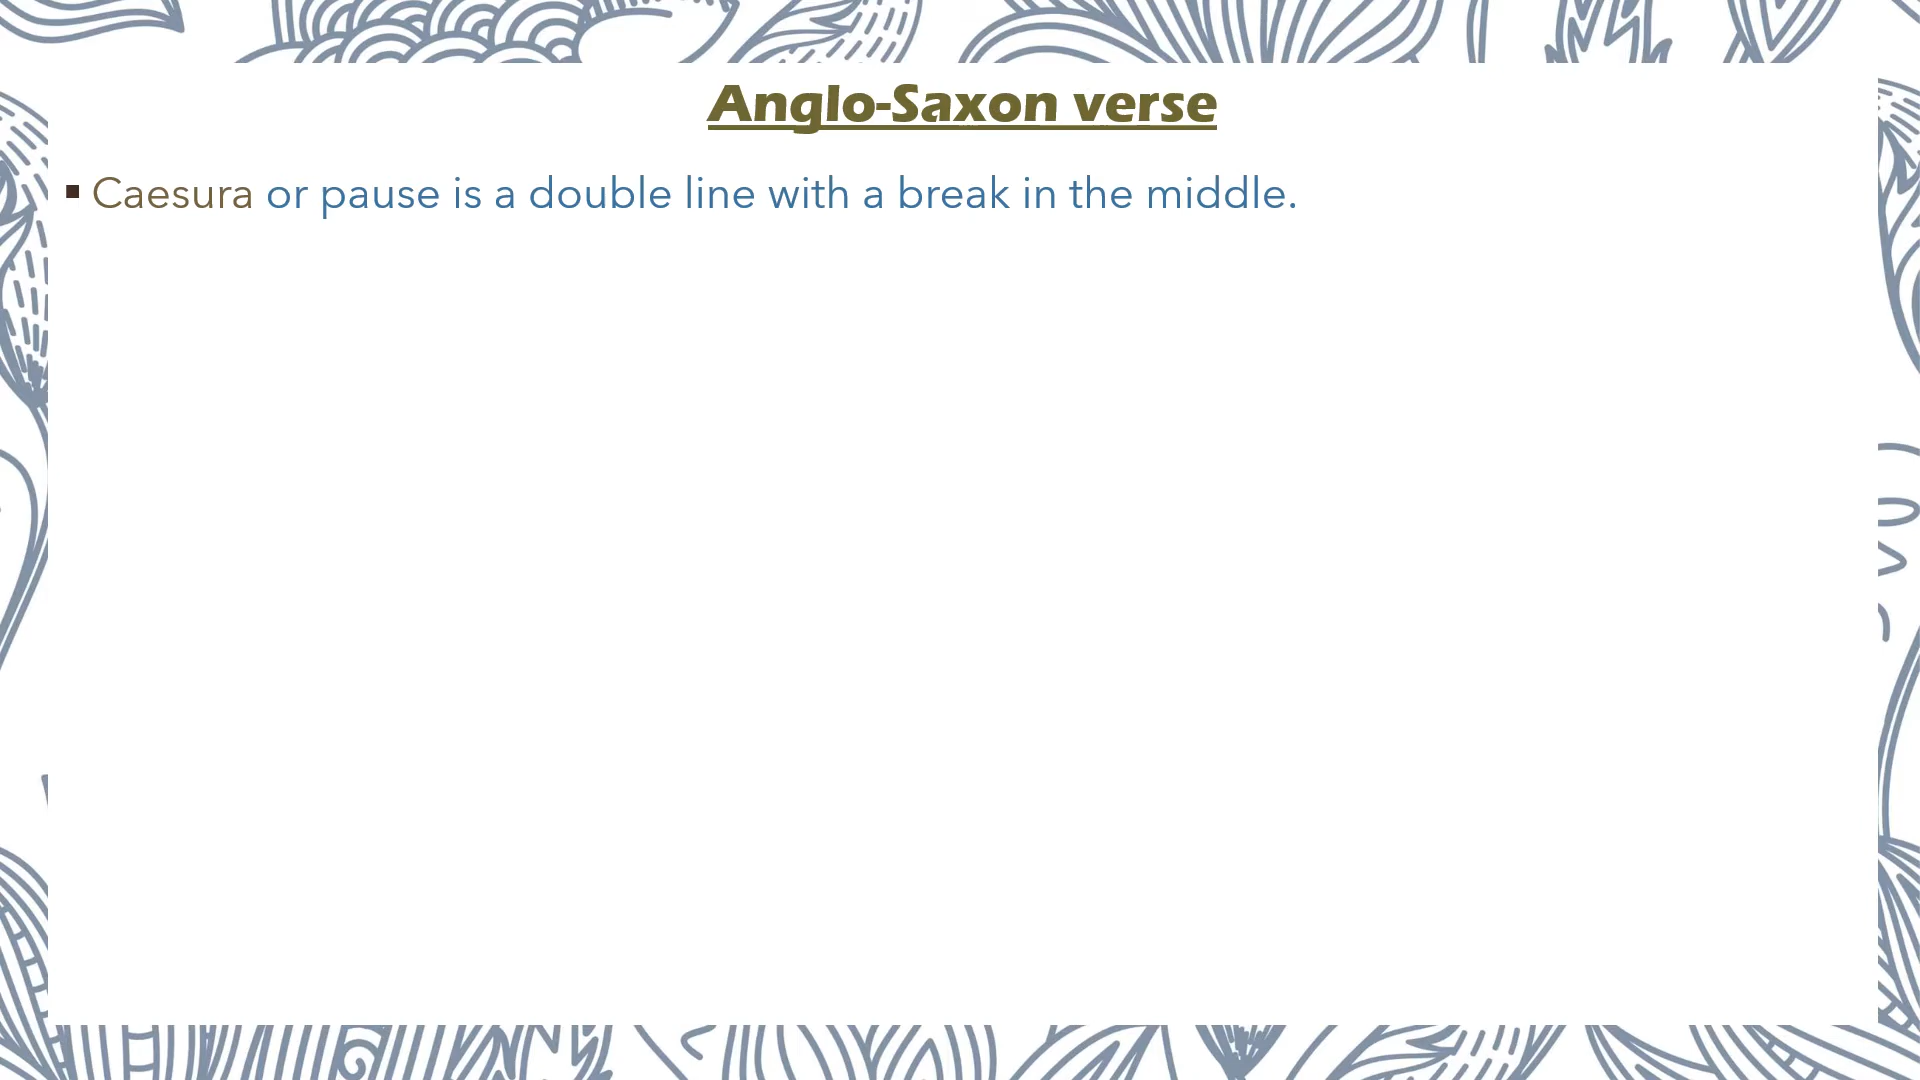 Anglo-Saxon verse
▪ Caesura or pause is a double line with a break in the middle.